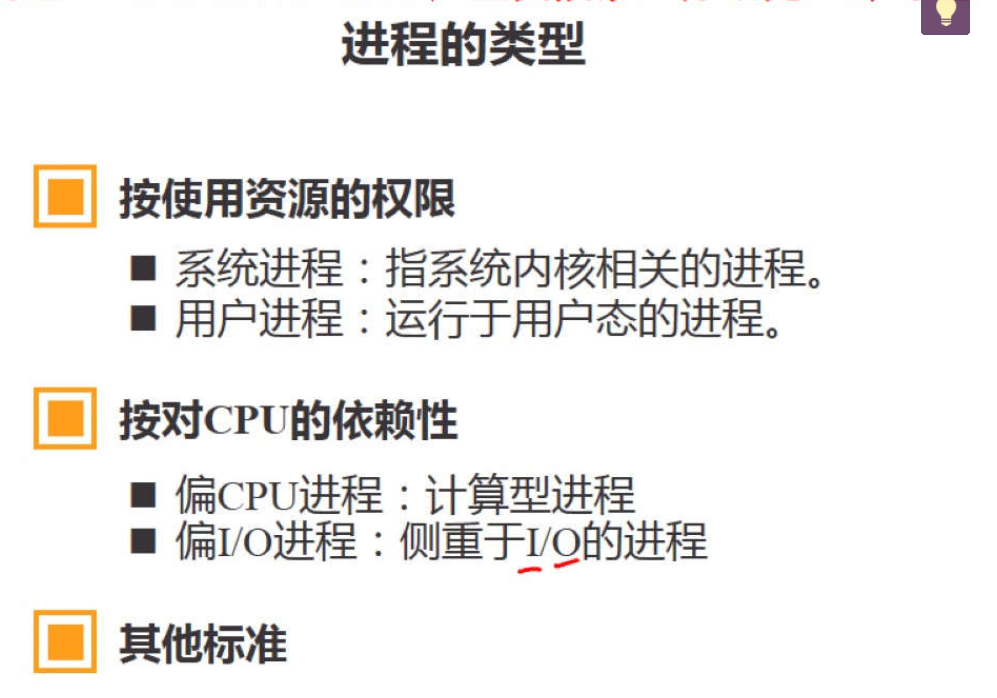 进程的类型
按使用资源的权限
系统进程：指系统内核相关的进程。
用户进程：运行于用户态的进程。
按对CPU的依赖性
偏CPU进程：计算型进程
偏I/O进程：侧重于I/O的进程
其他标准